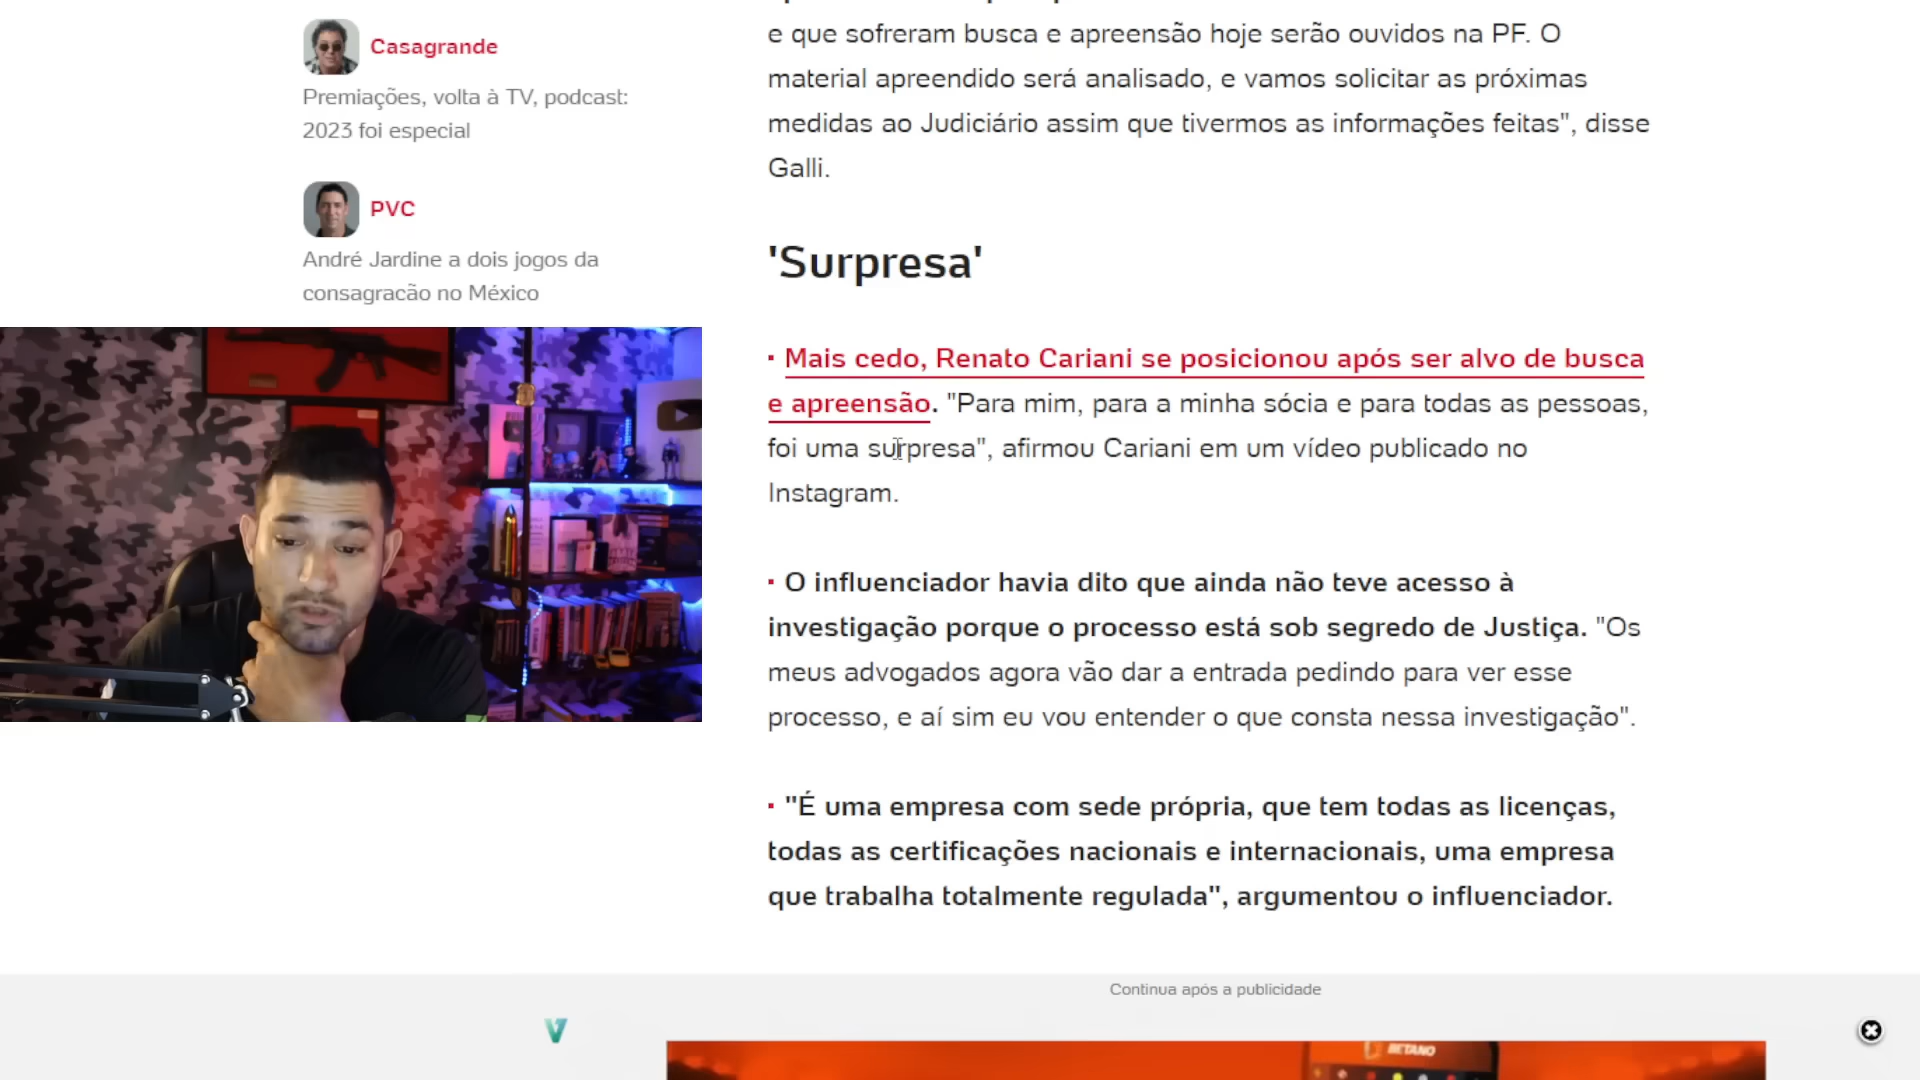 Casagrande
Premiações, volta à TV, podcast:
2023 foi especial
PVC
André Jardine a dois jogos da
consagracão no México
e que sofreram busca e apreensão hoje serão ouvidos na PF. O
material apreendido será analisado, e vamos solicitar as próximas
medidas ao Judiciário assim que tivermos as informações feitas", disse
Galli.
'Surpresa'
· Mais cedo, Renato Cariani se posicionou após ser alvo de busca
e apreensão. "Para mim, para a minha sócia e para todas as pessoas,
foi uma surpresa", afirmou Cariani em um vídeo publicado no
Instagram.
· O influenciador havia dito que ainda não teve acesso à
investigação porque o processo está sob segredo de Justiça. "Os
meus advogados agora vão dar a entrada pedindo para ver esse
processo, e aí sim eu vou entender o que consta nessa investigação".
· "É uma empresa com sede própria, que tem todas as licenças,
todas as certificações nacionais e internacionais, uma empresa
que trabalha totalmente regulada", argumentou o influenciador.
Continua após a publicidade
BETANO